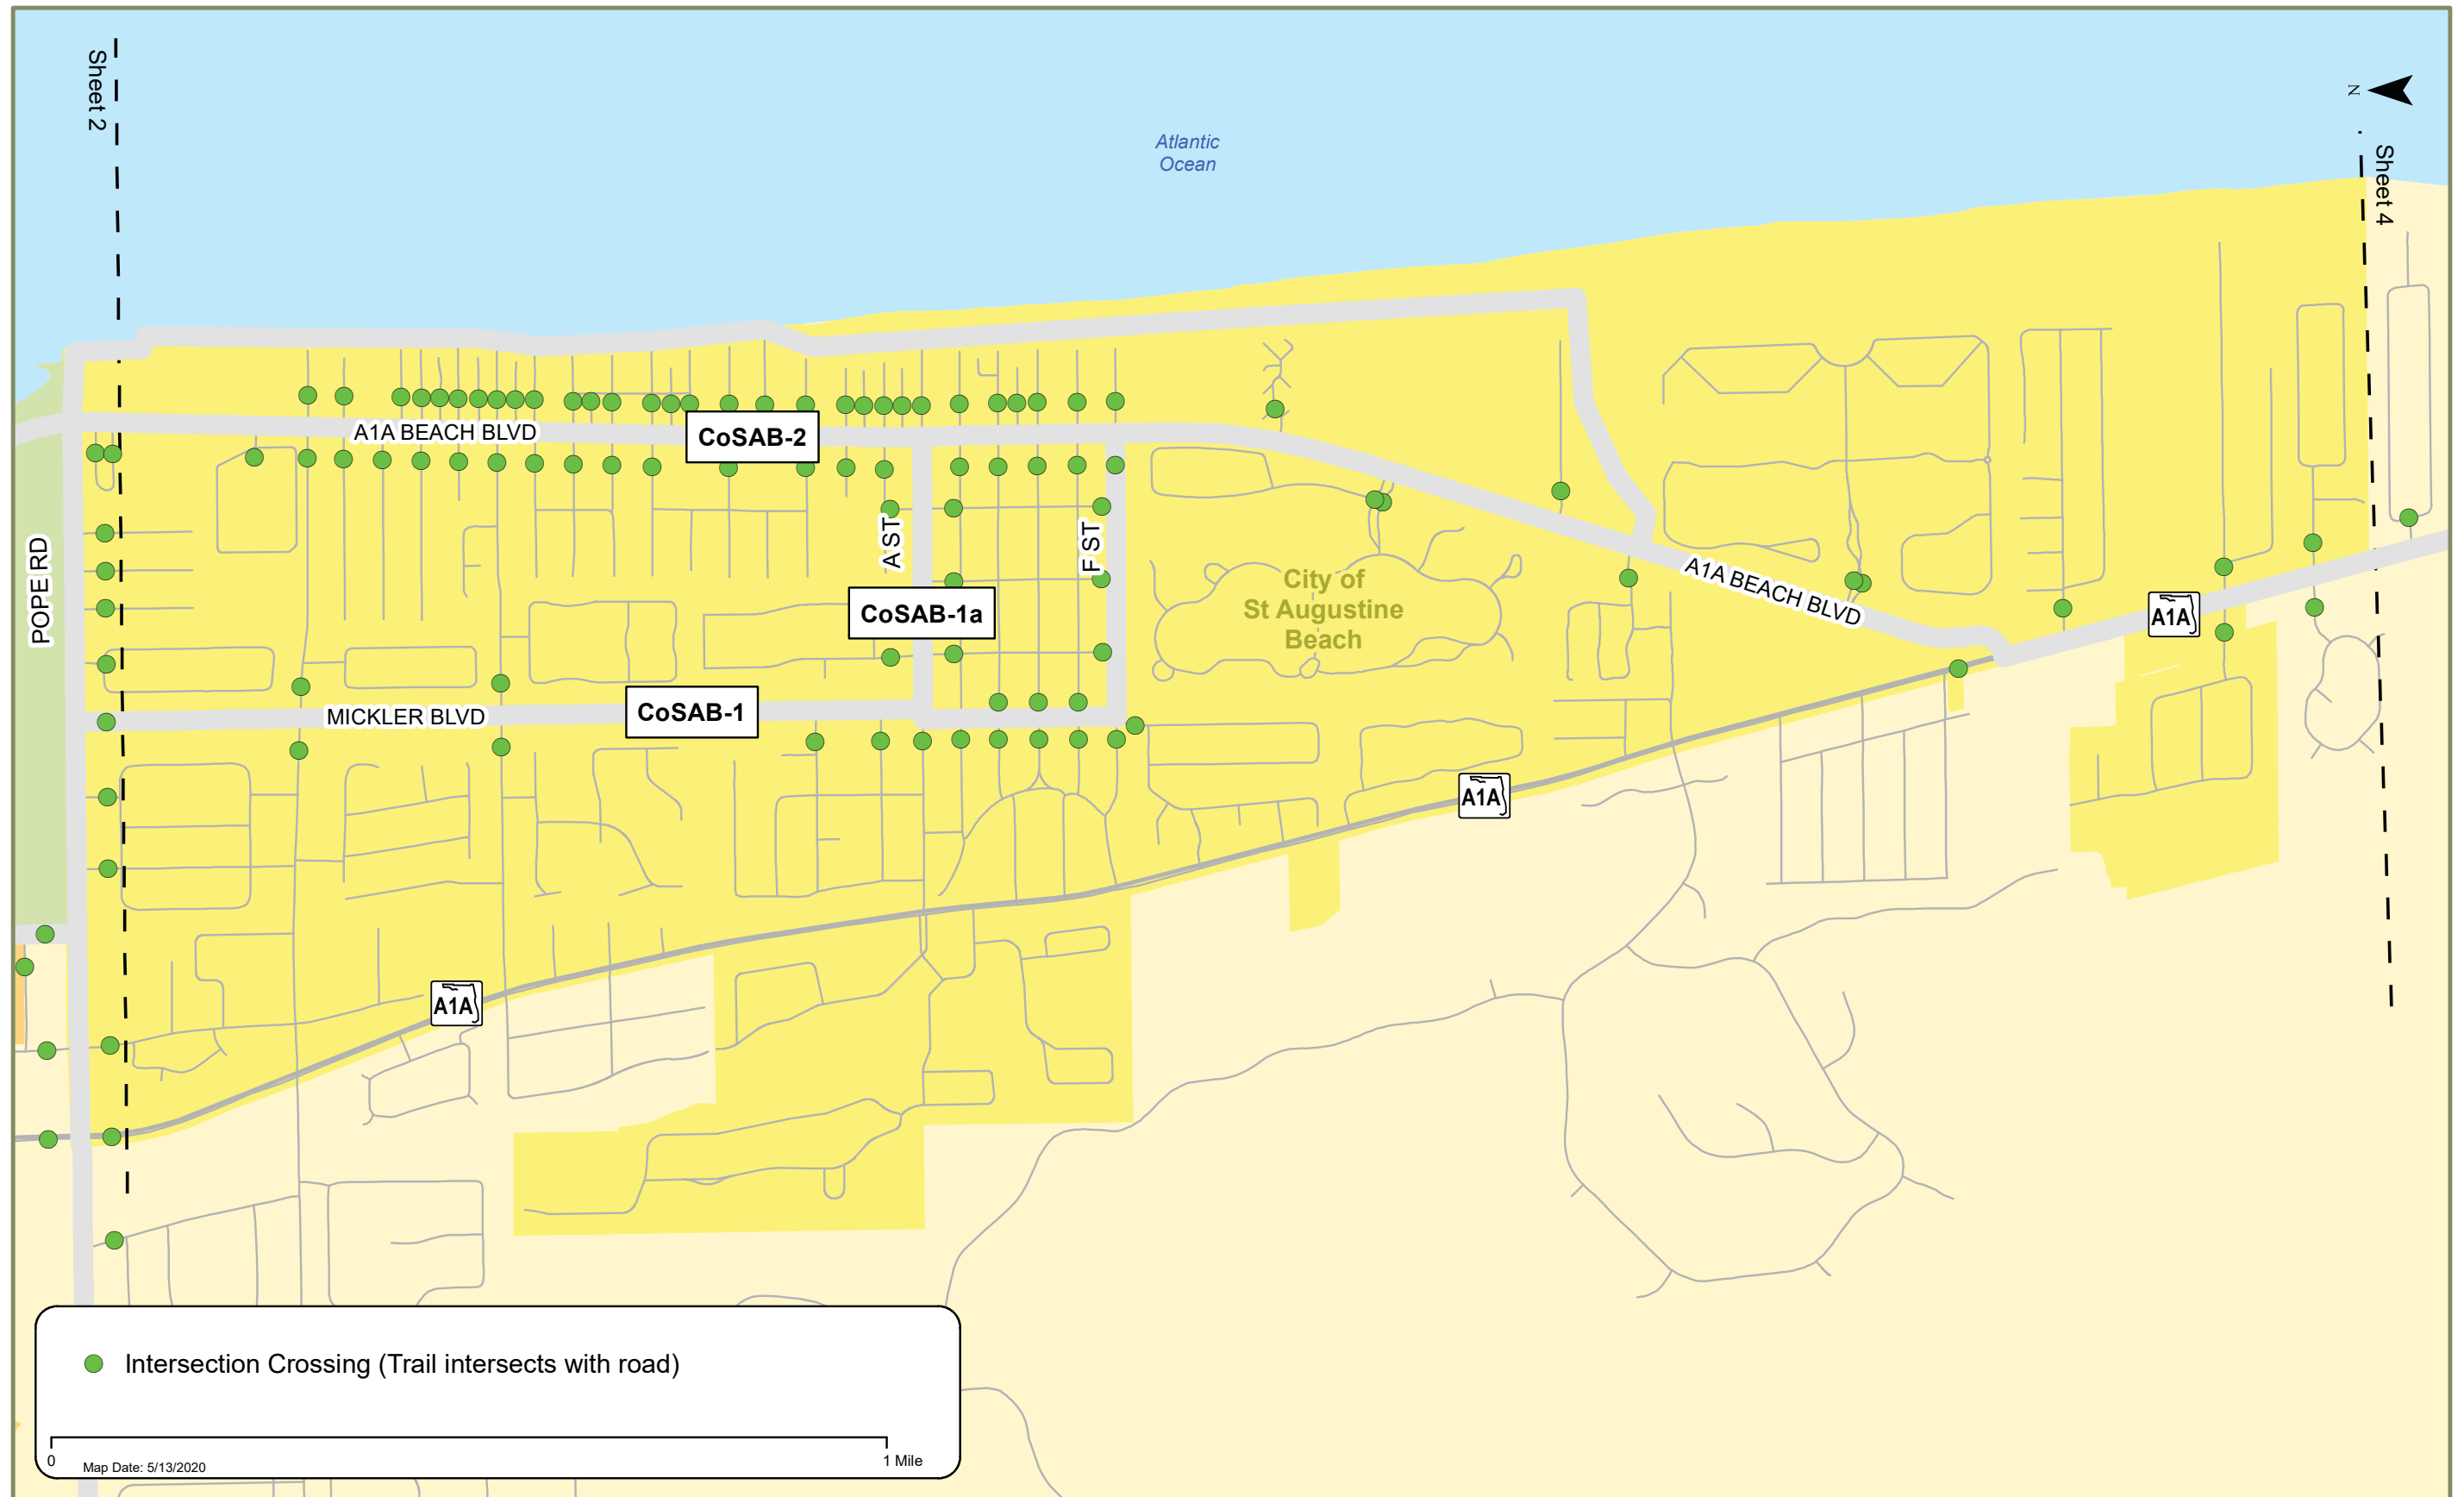 Sheet 2
N
Atlantic
Ocean
Sheet 4
A1A BEACH BLVD
CoSAB-2
POPE RD
A ST
F ST
City of
St Augustine
Beach
A1A BEACH BLVD
A1A
CoSAB-1a
MICKLER BLVD
CoSAB-1
A1A
A1A
Intersection Crossing (Trail intersects with road)
0
1 Mile
Map Date: 5/13/2020